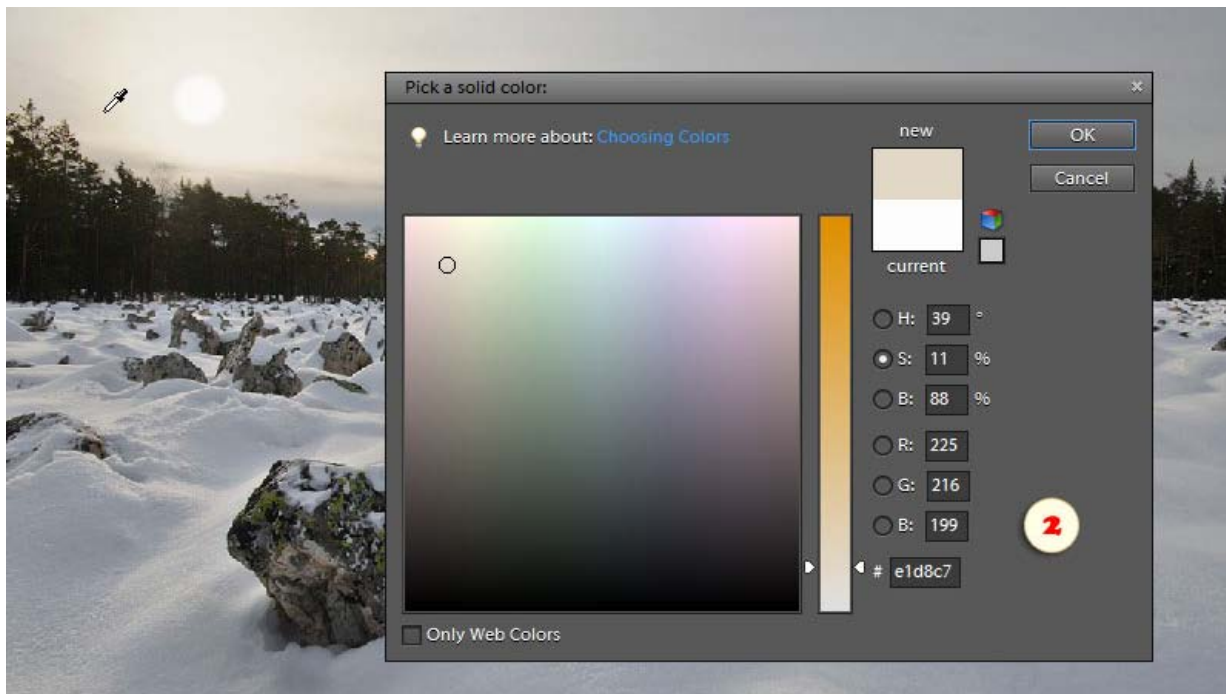 Pick a solid color:
Learn more about: Choosing Colors
new
OK
Cancel
current
H: 39 °
S: 11 %
B: 88 %
R: 225
G: 216
B: 199
2
# e1d8c7
Only Web Colors